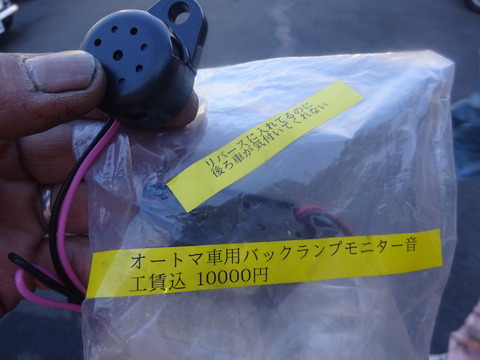 リバースに入れてるのに
後ろ車が気付いてくれない
オートマ車用バックランプモニター音
工賃込 10000円